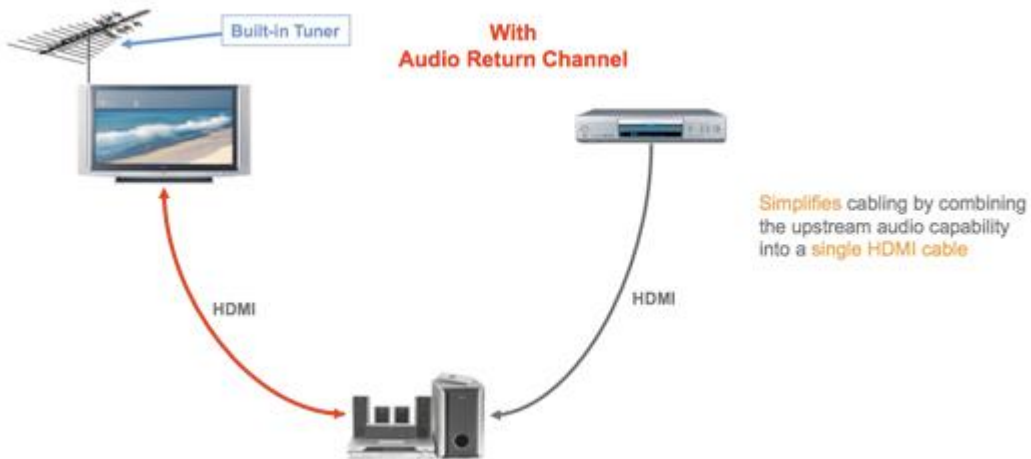 Built-in Tuner
With
Audio Return Channel
Simplifies cabling by combining
the upstream audio capability
into a single HDMI cable
HDMI
HDMI